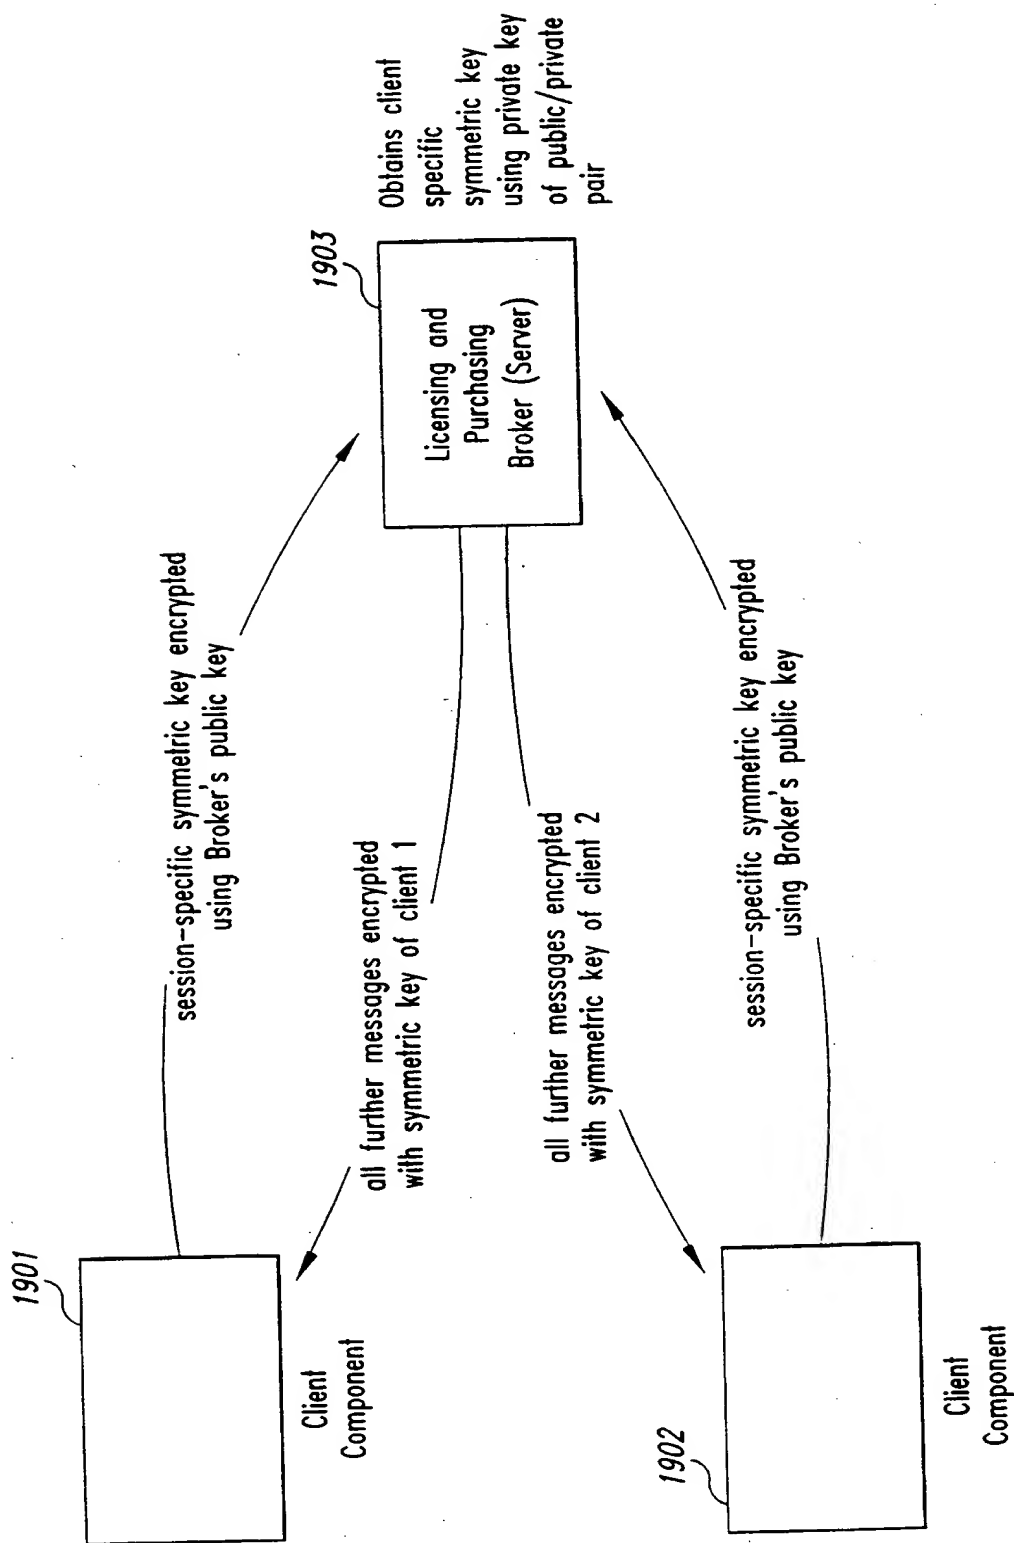 1901
Client
Component
session-specific symmetric key encrypted
using Broker's public key
all further messages encrypted
with symmetric key of client 1
1903
Licensing and
Purchasing
Broker (Server)
Obtains client
specific
symmetric key
using private key
of public/private
pair
all further messages encrypted
with symmetric key of client 2
1902
Client
Component
session-specific symmetric key encrypted
using Broker's public key